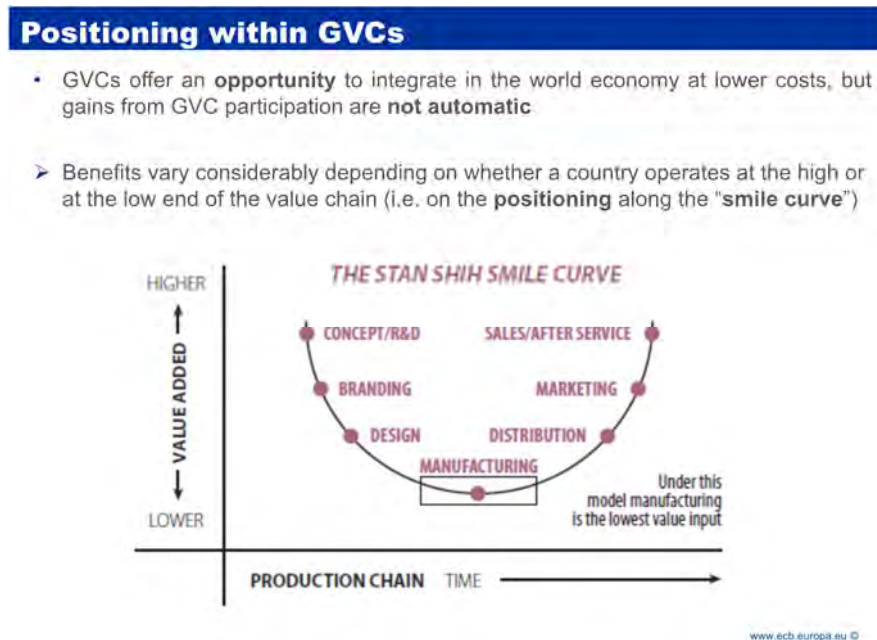 Positioning within GVCs
• GVCs offer an opportunity to integrate in the world economy at lower costs, but
gains from GVC participation are not automatic
➢ Benefits vary considerably depending on whether a country operates at the high or
at the low end of the value chain (i.e. on the positioning along the “smile curve”)
THE STAN SHIH SMILE CURVE
HIGHER
VALUE ADDED
LOWER
CONCEPT/R&D
SALES/AFTER SERVICE
BRANDING
MARKETING
DESIGN
DISTRIBUTION
MANUFACTURING
Under this
model manufacturing
is the lowest value input
PRODUCTION CHAIN TIME
www.ecb.europa.eu ©